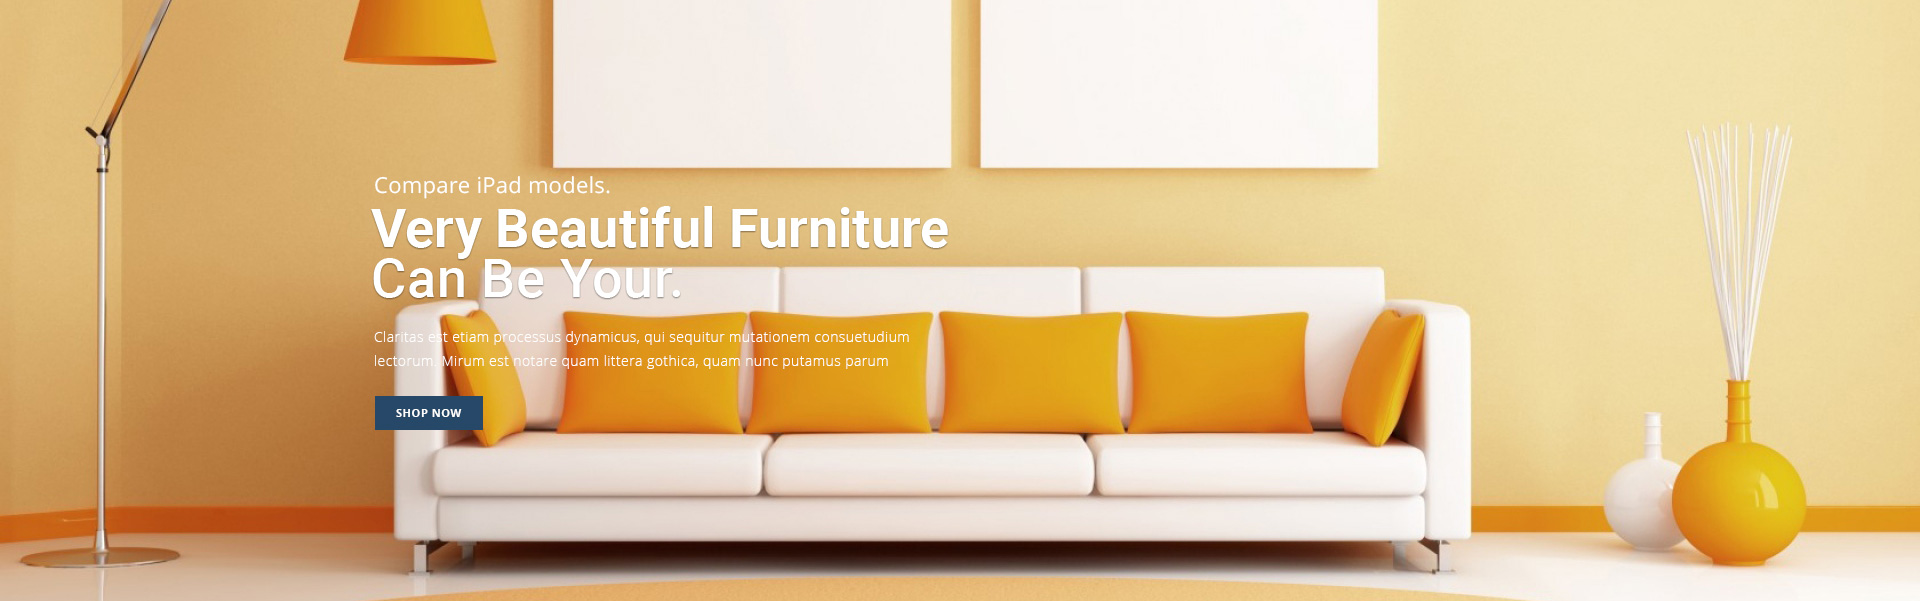 Compare iPad models.
Very Beautiful Furniture
Can Be Your.
Claritas est etiam processus dynamicus, qui sequitur mutationem consuetudium
lectorum. Mirum est notare quam littera gothica, quam nunc putamus parum
SHOP NOW